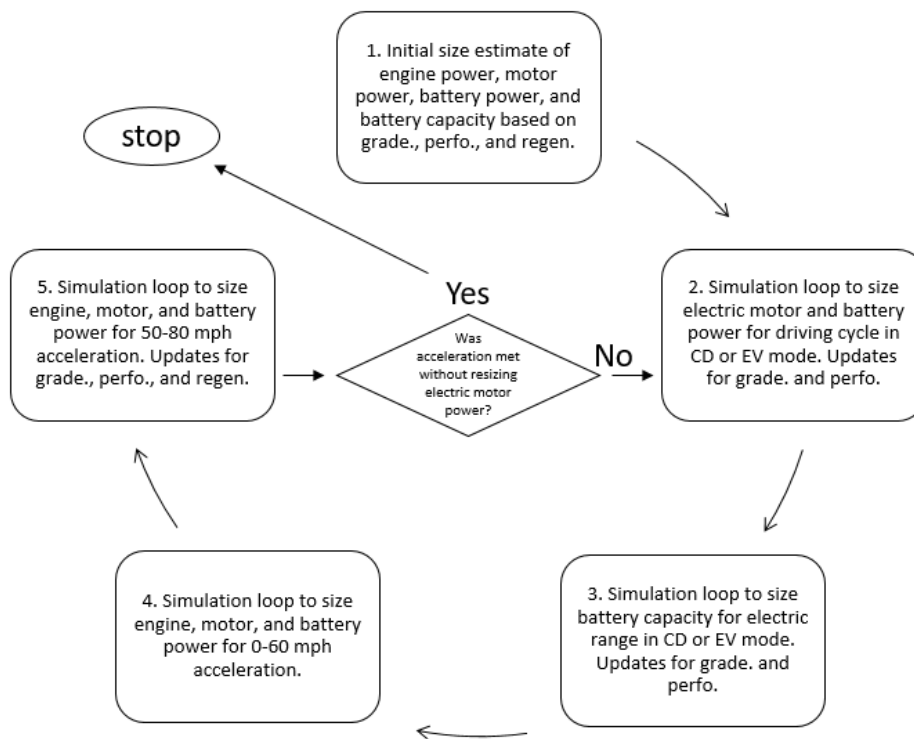 1. Initial size estimate of
engine power, motor
power, battery power, and
battery capacity based on
grade., perfo., and regen.
stop
5. Simulation loop to size
engine, motor, and battery
power for 50-80 mph
acceleration. Updates for
grade., perfo., and regen.
Yes
Was
acceleration met
without resizing
electric motor
power?
No
2. Simulation loop to size
electric motor and battery
power for driving cycle in
CD or EV mode. Updates
for grade. and perfo.
4. Simulation loop to size
engine, motor, and battery
power for 0-60 mph
acceleration.
3. Simulation loop to size
battery capacity for electric
range in CD or EV mode.
Updates for grade. and
perfo.